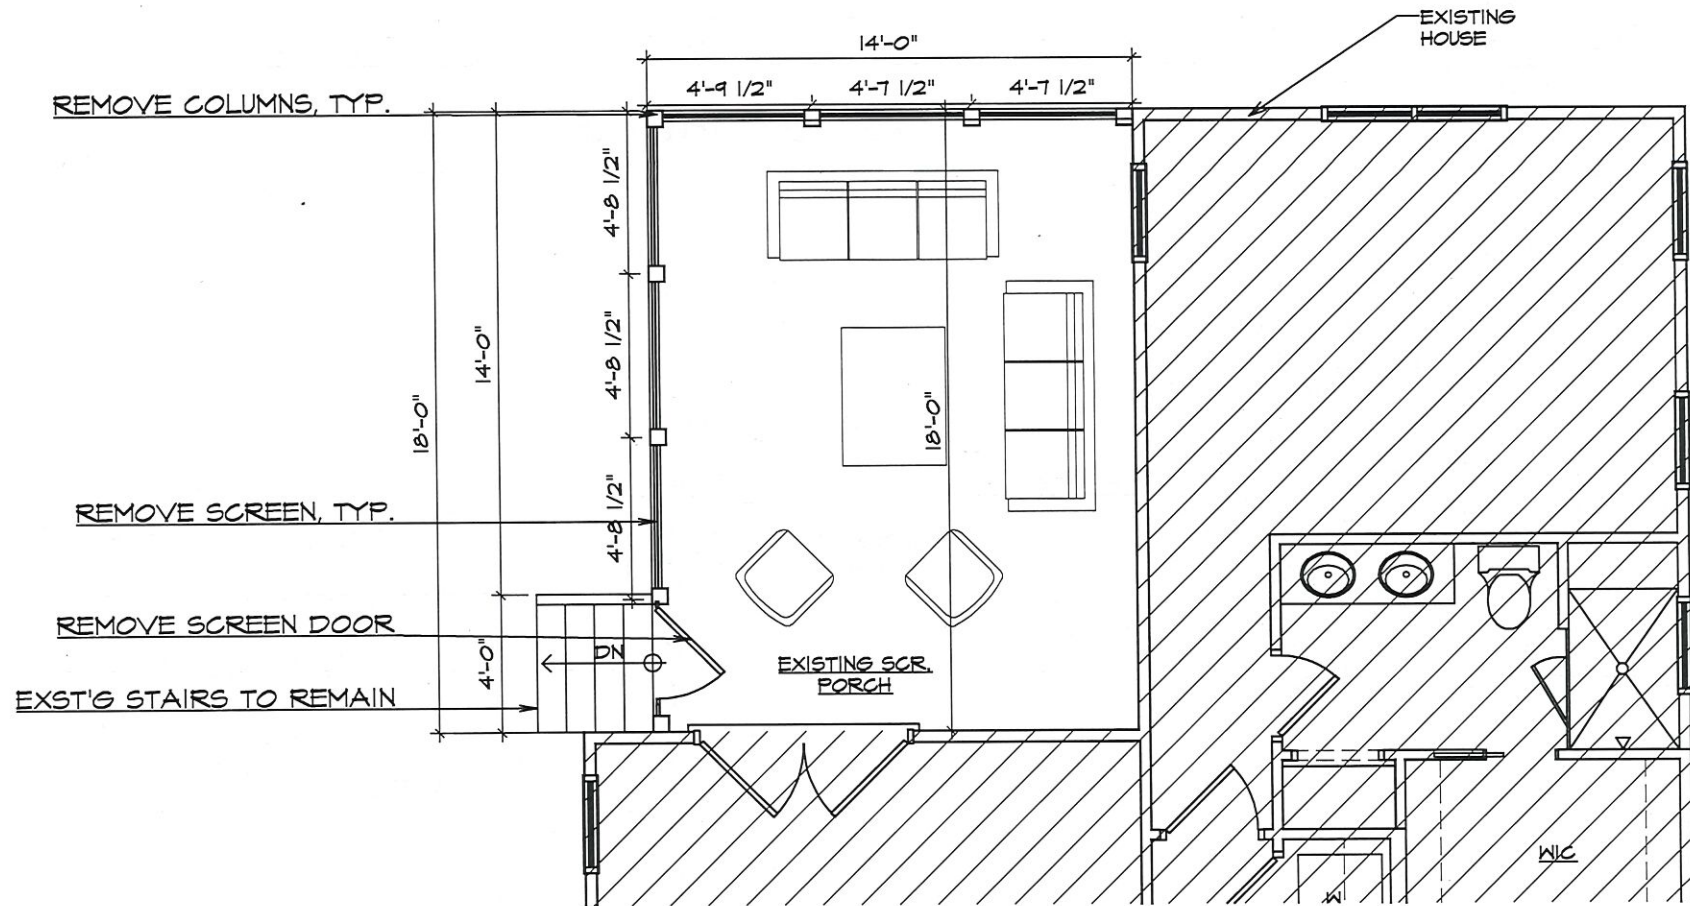 EXISTING
HOUSE
14'-0"
4'-9 1/2"
4'-7 1/2"
4'-7 1/2"
REMOVE COLUMNS, TYP.
4'-8 1/2"
14'-0"
4'-8 1/2"
18'-0"
18'-0"
4'-8 1/2"
REMOVE SCREEN, TYP.
REMOVE SCREEN DOOR
DN
4'-0"
EXISTING SCR.
PORCH
EXST'G STAIRS TO REMAIN
WIC
W